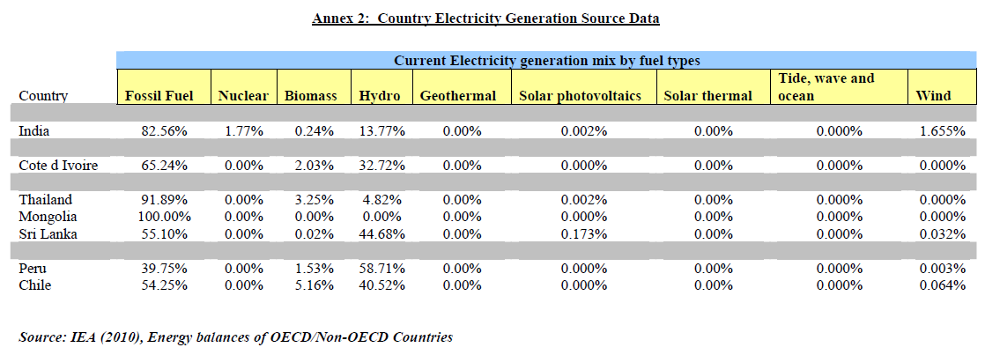 Annex 2: Country Electricity Generation Source Data
Current Electricity generation mix by fuel types
Country Fossil Fuel Nuclear Biomass Hydro Geothermal Solar photovoltaics Solar thermal Tide, wave and ocean Wind
India 82.56% 1.77% 0.24% 13.77% 0.00% 0.002% 0.00% 0.000% 1.655%
Cote d Ivoire 65.24% 0.00% 2.03% 32.72% 0.00% 0.000% 0.00% 0.000% 0.000%
Thailand 91.89% 0.00% 3.25% 4.82% 0.00% 0.002% 0.00% 0.000% 0.000%
Mongolia 100.00% 0.00% 0.00% 0.00% 0.00% 0.000% 0.00% 0.000% 0.000%
Sri Lanka 55.10% 0.00% 0.02% 44.68% 0.00% 0.173% 0.00% 0.000% 0.032%
Peru 39.75% 0.00% 1.53% 58.71% 0.00% 0.000% 0.00% 0.000% 0.003%
Chile 54.25% 0.00% 5.16% 40.52% 0.00% 0.000% 0.00% 0.000% 0.064%
Source: IEA (2010), Energy balances of OECD/Non-OECD Countries